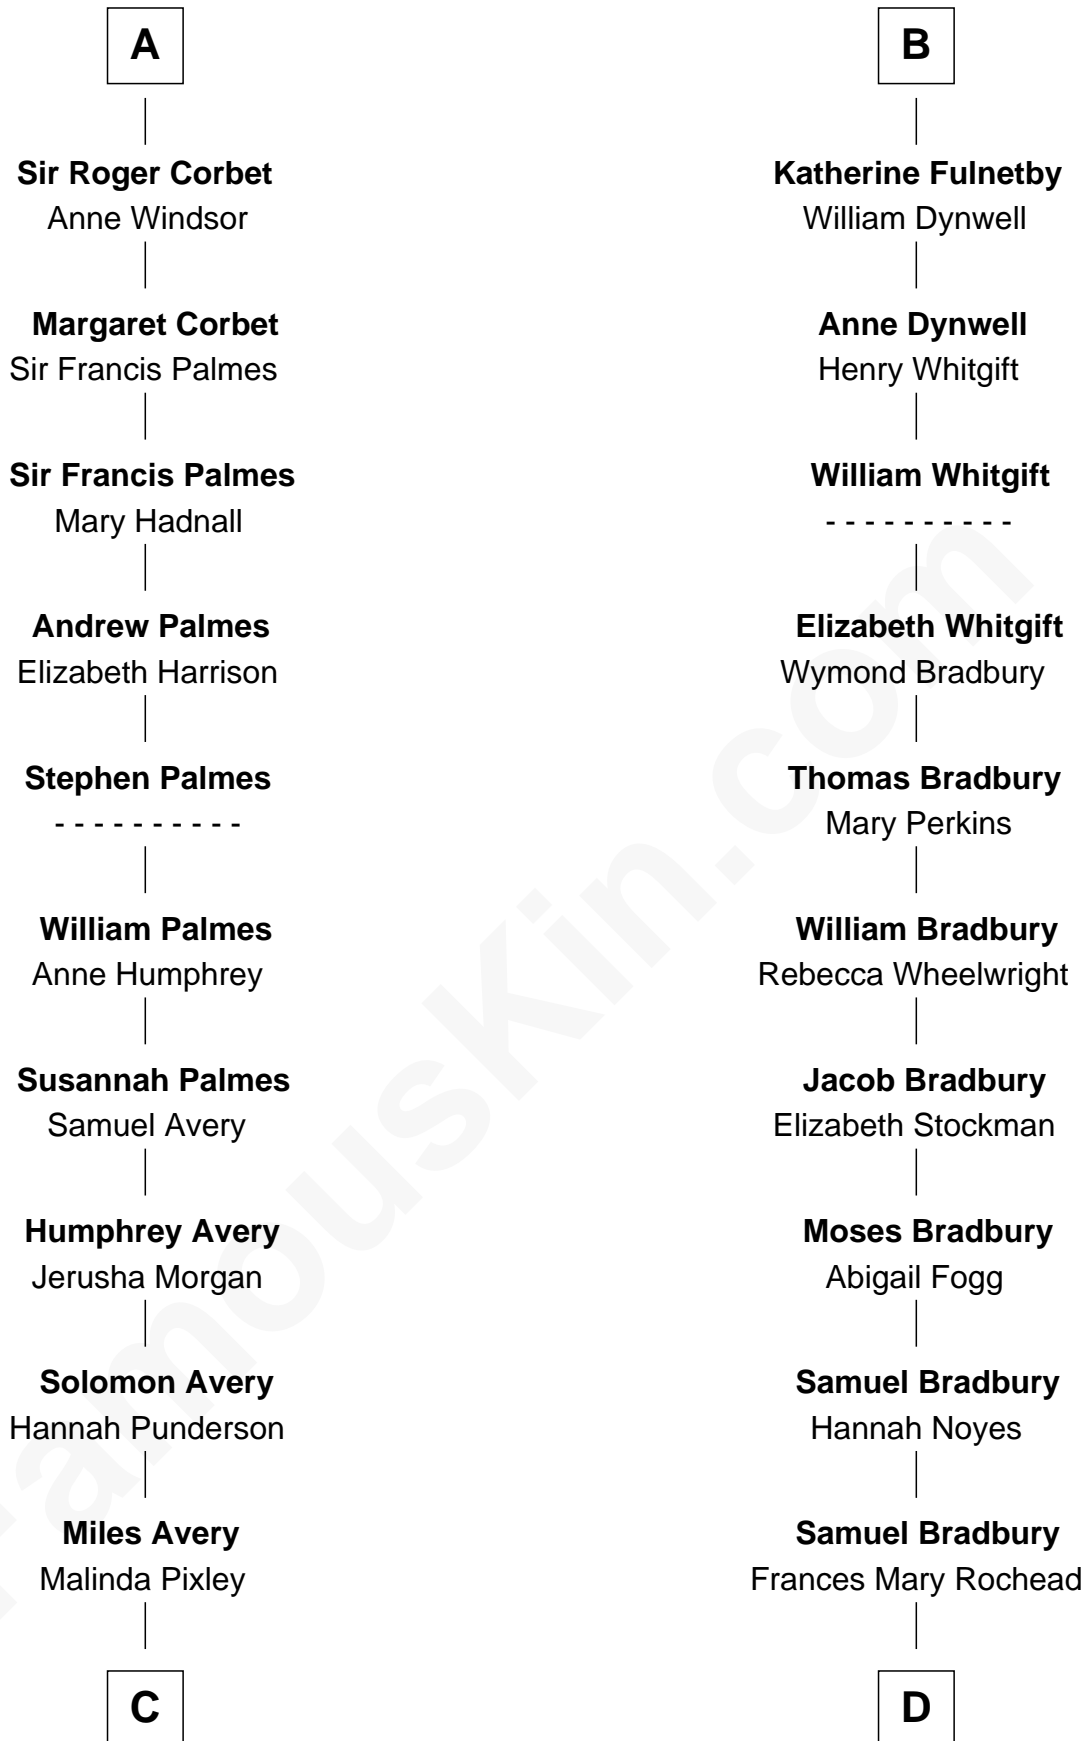 A
Sir Roger Corbet
Anne Windsor
Margaret Corbet
Sir Francis Palmes
Sir Francis Palmes
Mary Hadnall
Andrew Palmes
Elizabeth Harrison
Stephen Palmes
- - - - - - - - - -
William Palmes
Anne Humphrey
Susannah Palmes
Samuel Avery
Humphrey Avery
Jerusha Morgan
Solomon Avery
Hannah Punderson
Miles Avery
Malinda Pixley
C
B
Katherine Fulnetby
William Dynwell
Anne Dynwell
Henry Whitgift
William Whitgift
- - - - - - - - - -
Elizabeth Whitgift
Wymond Bradbury
Thomas Bradbury
Mary Perkins
William Bradbury
Rebecca Wheelwright
Jacob Bradbury
Elizabeth Stockman
Moses Bradbury
Abigail Fogg
Samuel Bradbury
Hannah Noyes
Samuel Bradbury
Frances Mary Rochead
D
FamousKin.com